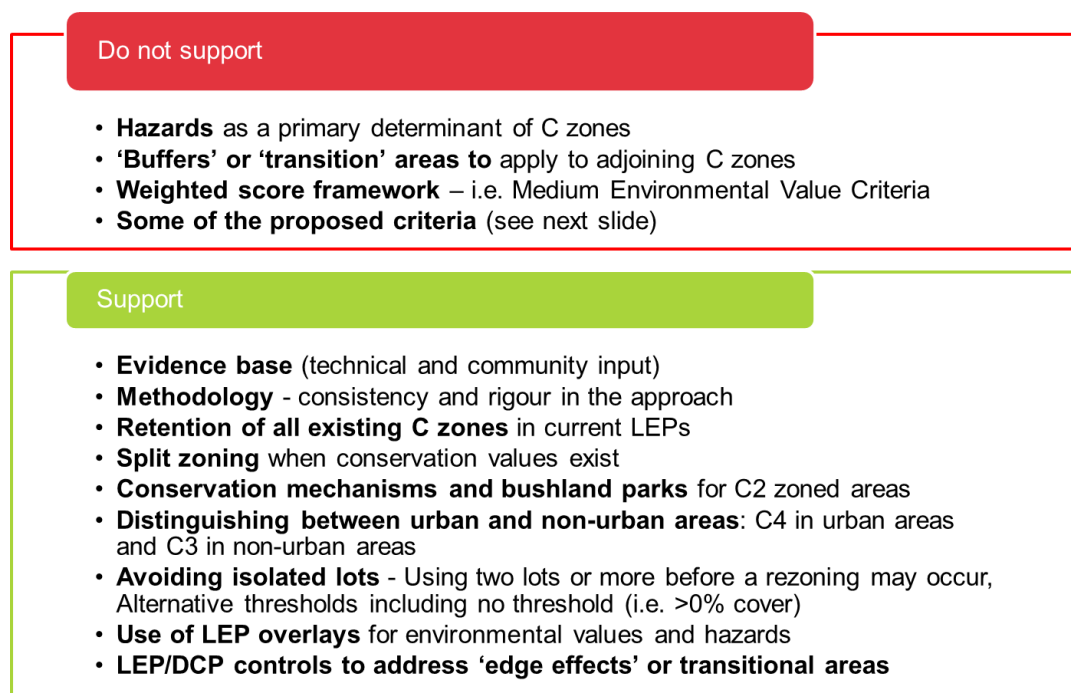 Do not support
• Hazards as a primary determinant of C zones
• ‘Buffers’ or ‘transition’ areas to apply to adjoining C zones
• Weighted score framework – i.e. Medium Environmental Value Criteria
• Some of the proposed criteria (see next slide)
Support
• Evidence base (technical and community input)
• Methodology - consistency and rigour in the approach
• Retention of all existing C zones in current LEPs
• Split zoning when conservation values exist
• Conservation mechanisms and bushland parks for C2 zoned areas
• Distinguishing between urban and non-urban areas: C4 in urban areas
and C3 in non-urban areas
• Avoiding isolated lots - Using two lots or more before a rezoning may occur,
Alternative thresholds including no threshold (i.e. >0% cover)
• Use of LEP overlays for environmental values and hazards
• LEP/DCP controls to address ‘edge effects’ or transitional areas